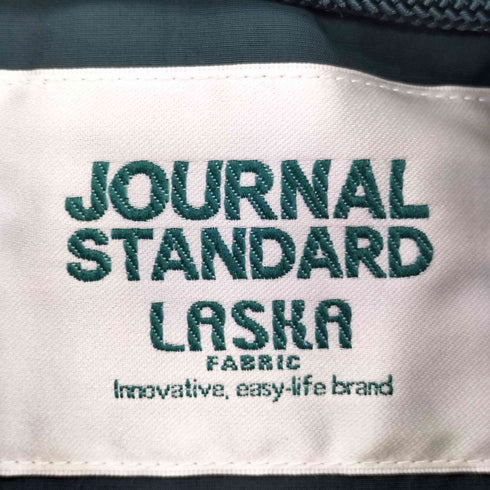 JOURNAL
STANDARD
LASKA
FABRIC
Innovative, easy-life brand